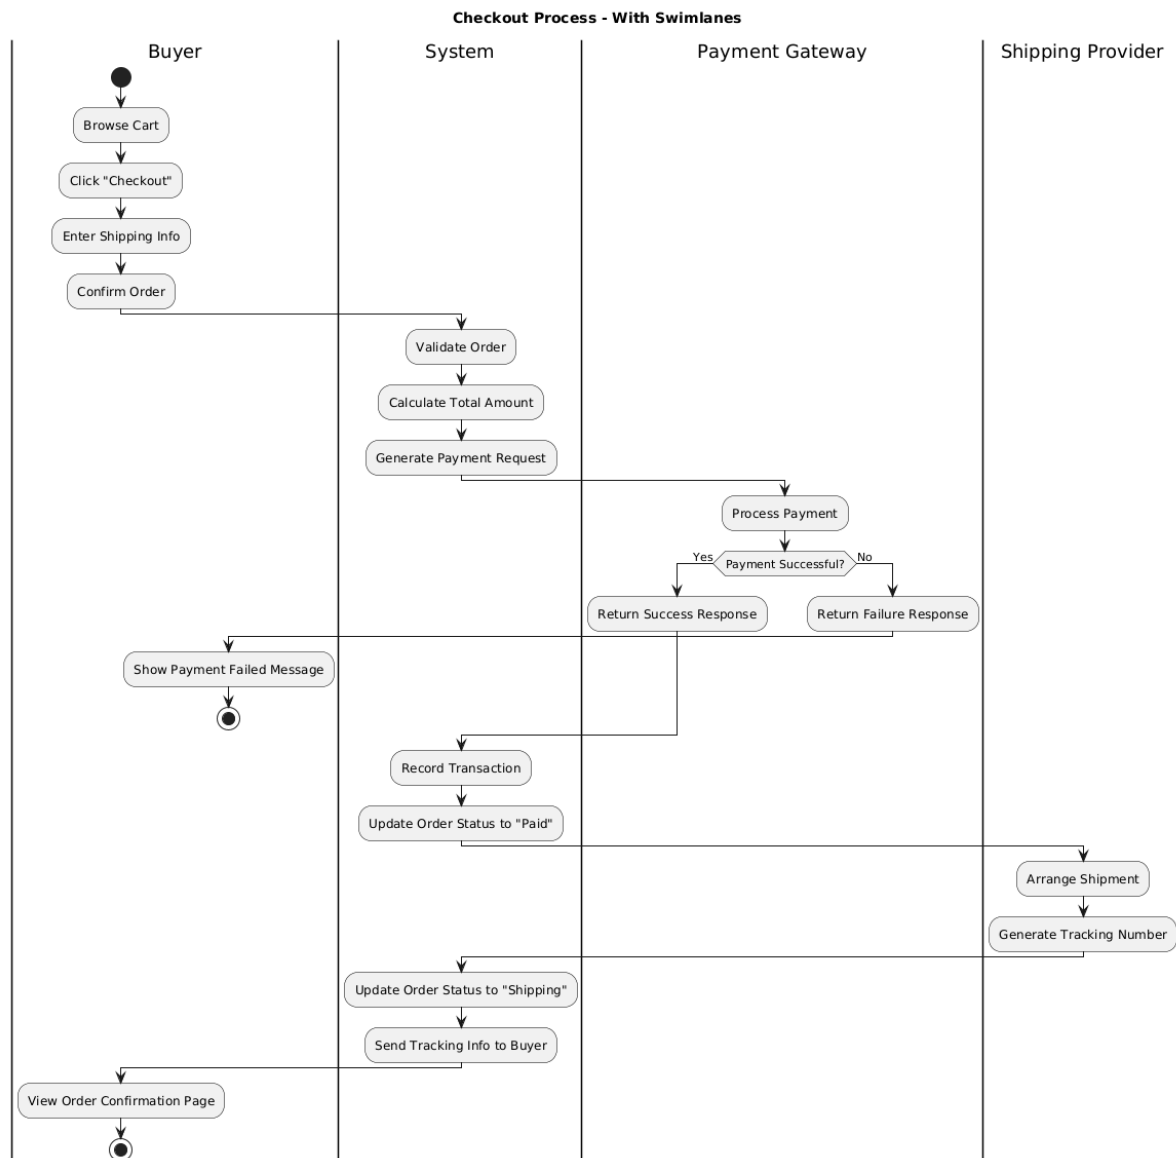 Checkout Process - With Swimlanes
Buyer
System
Payment Gateway
Shipping Provider
Browse Cart
Click "Checkout"
Enter Shipping Info
Confirm Order
Validate Order
Calculate Total Amount
Generate Payment Request
Process Payment
Yes
Payment Successful?
No
Return Success Response
Return Failure Response
Show Payment Failed Message
Record Transaction
Update Order Status to "Paid"
Arrange Shipment
Generate Tracking Number
Update Order Status to "Shipping"
Send Tracking Info to Buyer
View Order Confirmation Page